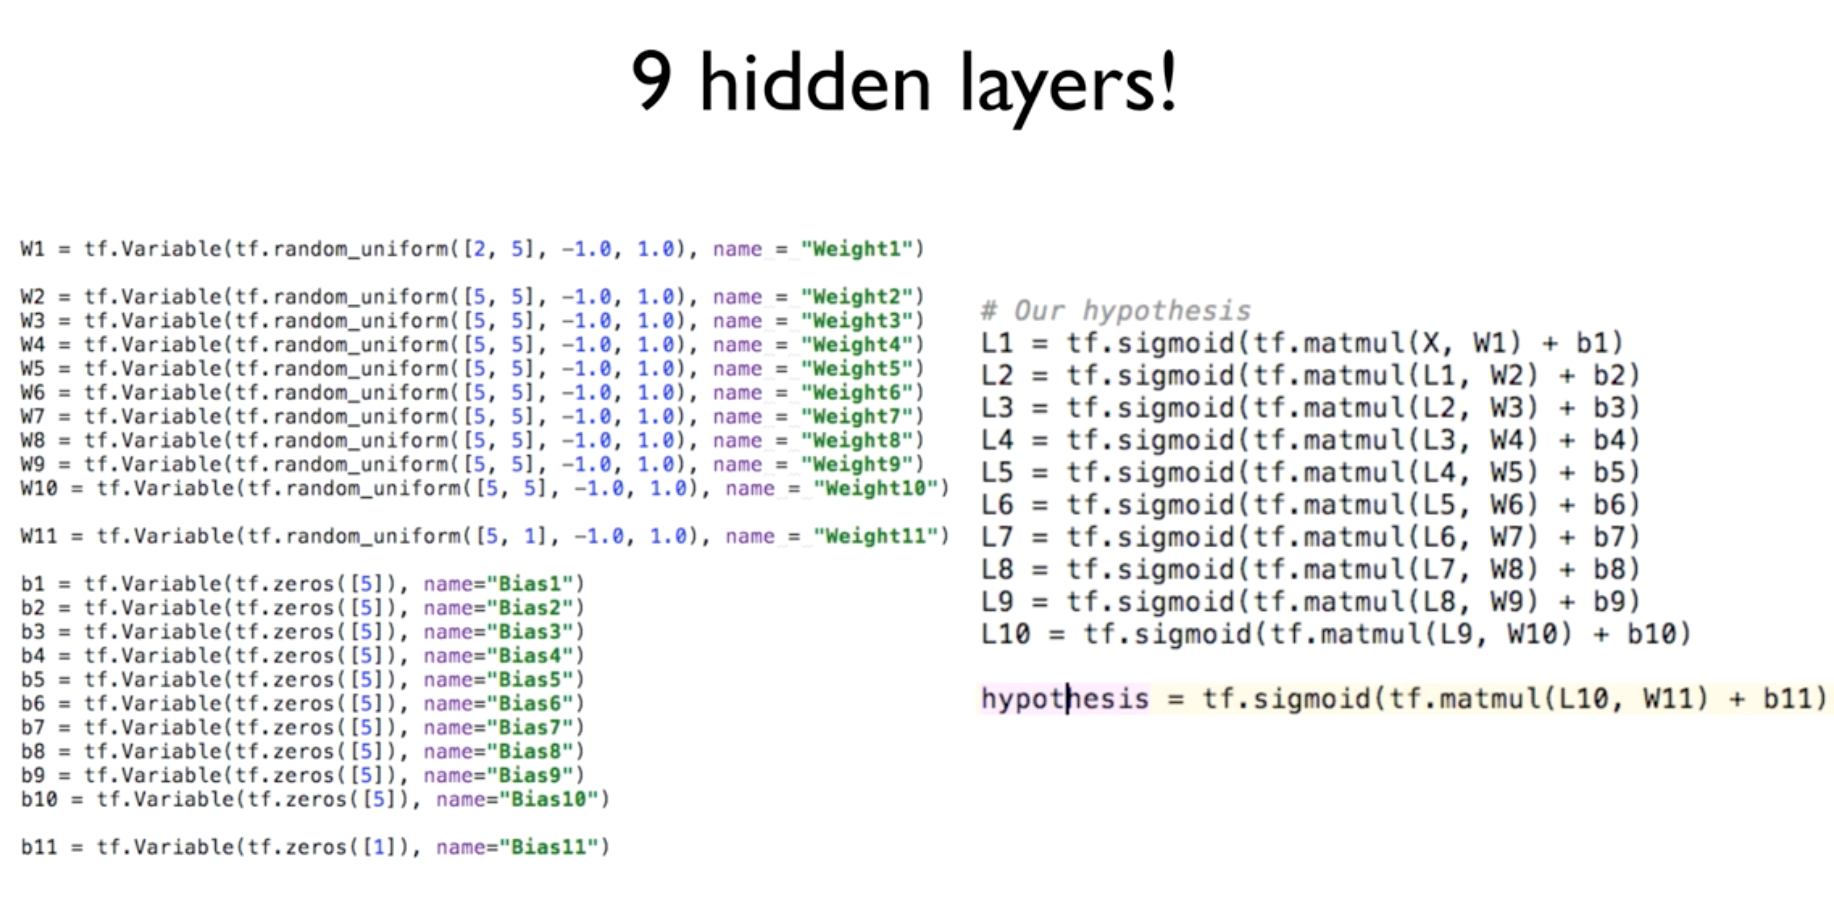 9 hidden layers!
W1 = tf.Variable(tf.random_uniform([2, 5], -1.0, 1.0), name = "Weight1")
W2 = tf.Variable(tf.random_uniform([5, 5], -1.0, 1.0), name = "Weight2")
W3 = tf.Variable(tf.random_uniform([5, 5], -1.0, 1.0), name = "Weight3")
W4 = tf.Variable(tf.random_uniform([5, 5], -1.0, 1.0), name = "Weight4")
W5 = tf.Variable(tf.random_uniform([5, 5], -1.0, 1.0), name = "Weight5")
W6 = tf.Variable(tf.random_uniform([5, 5], -1.0, 1.0), name = "Weight6")
W7 = tf.Variable(tf.random_uniform([5, 5], -1.0, 1.0), name = "Weight7")
W8 = tf.Variable(tf.random_uniform([5, 5], -1.0, 1.0), name = "Weight8")
W9 = tf.Variable(tf.random_uniform([5, 5], -1.0, 1.0), name = "Weight9")
W10 = tf.Variable(tf.random_uniform([5, 5], -1.0, 1.0), name = "Weight10")
W11 = tf.Variable(tf.random_uniform([5, 1], -1.0, 1.0), name = "Weight11")
b1 = tf.Variable(tf.zeros([5]), name="Bias1")
b2 = tf.Variable(tf.zeros([5]), name="Bias2")
b3 = tf.Variable(tf.zeros([5]), name="Bias3")
b4 = tf.Variable(tf.zeros([5]), name="Bias4")
b5 = tf.Variable(tf.zeros([5]), name="Bias5")
b6 = tf.Variable(tf.zeros([5]), name="Bias6")
b7 = tf.Variable(tf.zeros([5]), name="Bias7")
b8 = tf.Variable(tf.zeros([5]), name="Bias8")
b9 = tf.Variable(tf.zeros([5]), name="Bias9")
b10 = tf.Variable(tf.zeros([5]), name="Bias10")
b11 = tf.Variable(tf.zeros([1]), name="Bias11")
# Our hypothesis
L1 = tf.sigmoid(tf.matmul(X, W1) + b1)
L2 = tf.sigmoid(tf.matmul(L1, W2) + b2)
L3 = tf.sigmoid(tf.matmul(L2, W3) + b3)
L4 = tf.sigmoid(tf.matmul(L3, W4) + b4)
L5 = tf.sigmoid(tf.matmul(L4, W5) + b5)
L6 = tf.sigmoid(tf.matmul(L5, W6) + b6)
L7 = tf.sigmoid(tf.matmul(L6, W7) + b7)
L8 = tf.sigmoid(tf.matmul(L7, W8) + b8)
L9 = tf.sigmoid(tf.matmul(L8, W9) + b9)
L10 = tf.sigmoid(tf.matmul(L9, W10) + b10)
hypothesis = tf.sigmoid(tf.matmul(L10, W11) + b11)